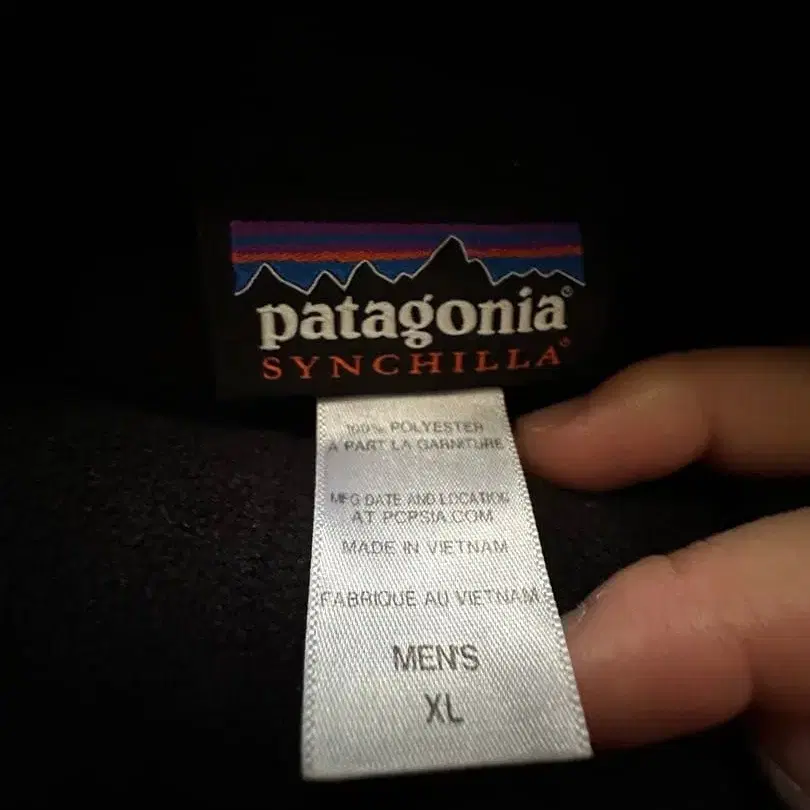 patagonia®
SYNCHILLA®
100% POLYESTER
À PART LA GARNITURE
MFG DATE AND LOCATION
AT PCPSIA.COM
MADE IN VIETNAM
FABRIQUÉ AU VIETNAM
MEN'S
XL